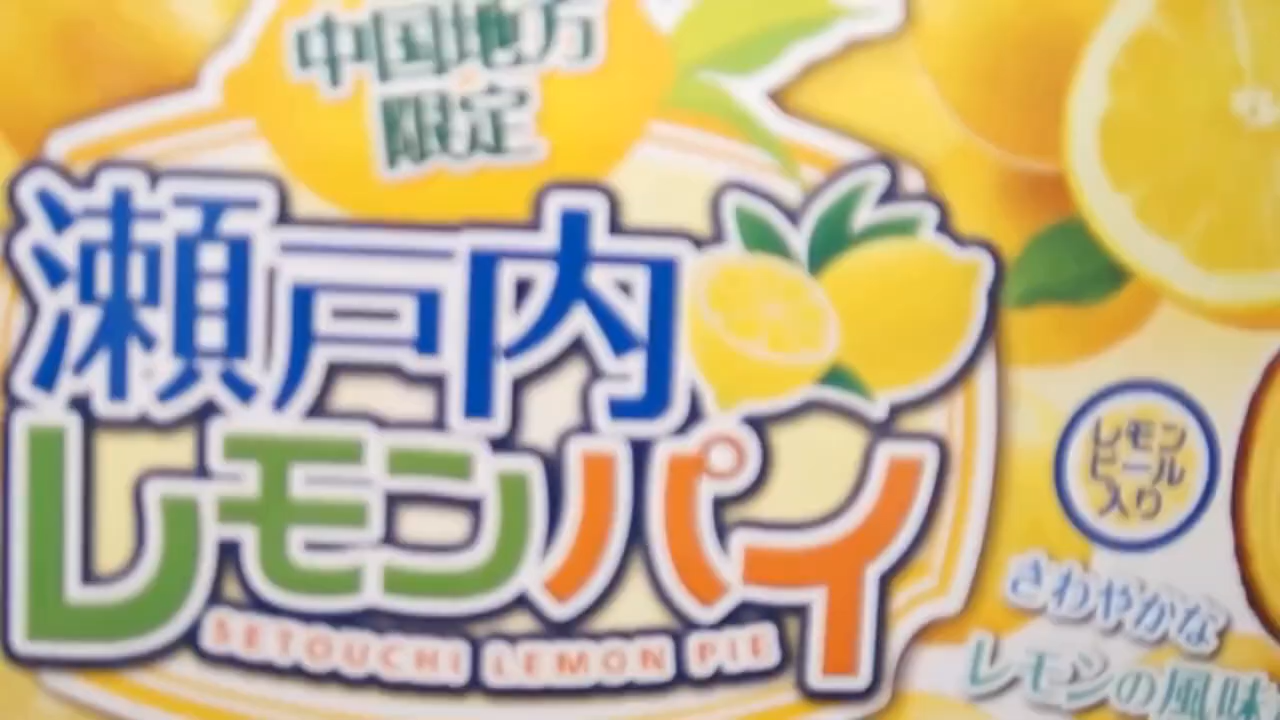 中国地方
限定
瀬戸内
レモンパイ
SETOUCHI LEMON PIE
レモン
ピール
入り
さわやかな
レモンの風味